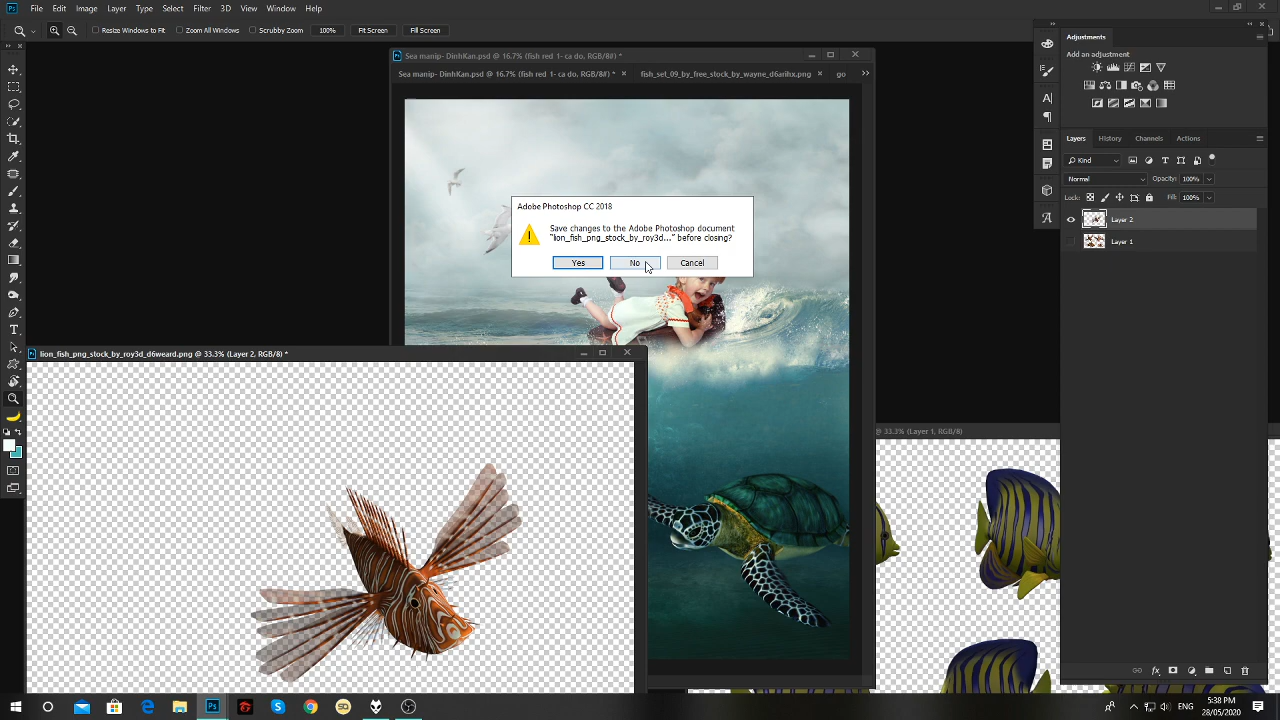 File Edit Image Layer Type Select Filter 3D View Window Help
Resize Windows to Fit Zoom All Windows Scrubby Zoom 100% Fit Screen Fill Screen
Sea manip- DinhKan.psd @ 16.7% (fish red 1- ca do, RGB/8#) *
Sea manip- DinhKan.psd @ 16.7% (fish red 1- ca do, RGB/8#) * × fish_set_09_by_free_stock_by_wayne_d6arihx.png × go
Adobe Photoshop CC 2018
Save changes to the Adobe Photoshop document
"lion_fish_png_stock_by_roy3d..." before closing?
Yes No Cancel
lion_fish_png_stock_by_roy3d_d6weard.png @ 33.3% (Layer 2, RGB/8) *
@ 33.3% (Layer 1, RGB/8)
Adjustments
Add an adjustment
Layers History Channels Actions
Kind
Normal Opacity: 100%
Lock: Fill: 100%
Layer 2
Layer 1
5:38 PM
28/05/2020